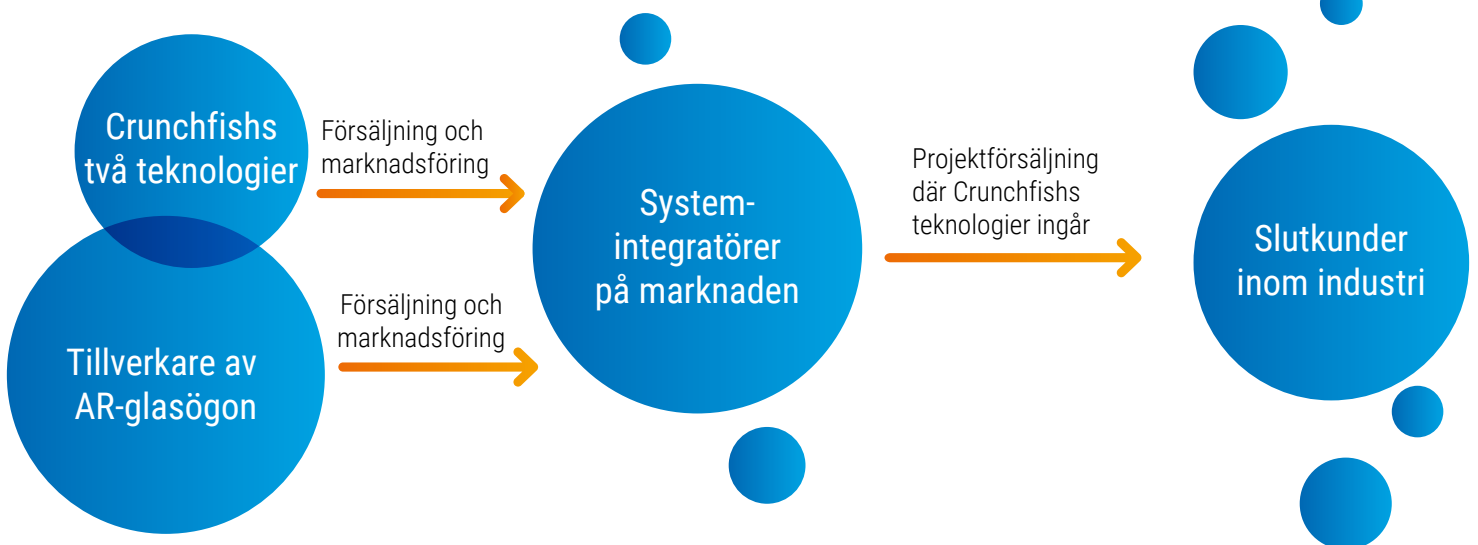 Crunchfishs
två teknologier
Försäljning och
marknadsföring
Tillverkare av
AR-glasögon
Försäljning och
marknadsföring
System-
integratörer
på marknaden
Projektförsäljning
där Crunchfishs
teknologier ingår
Slutkunder
inom industri